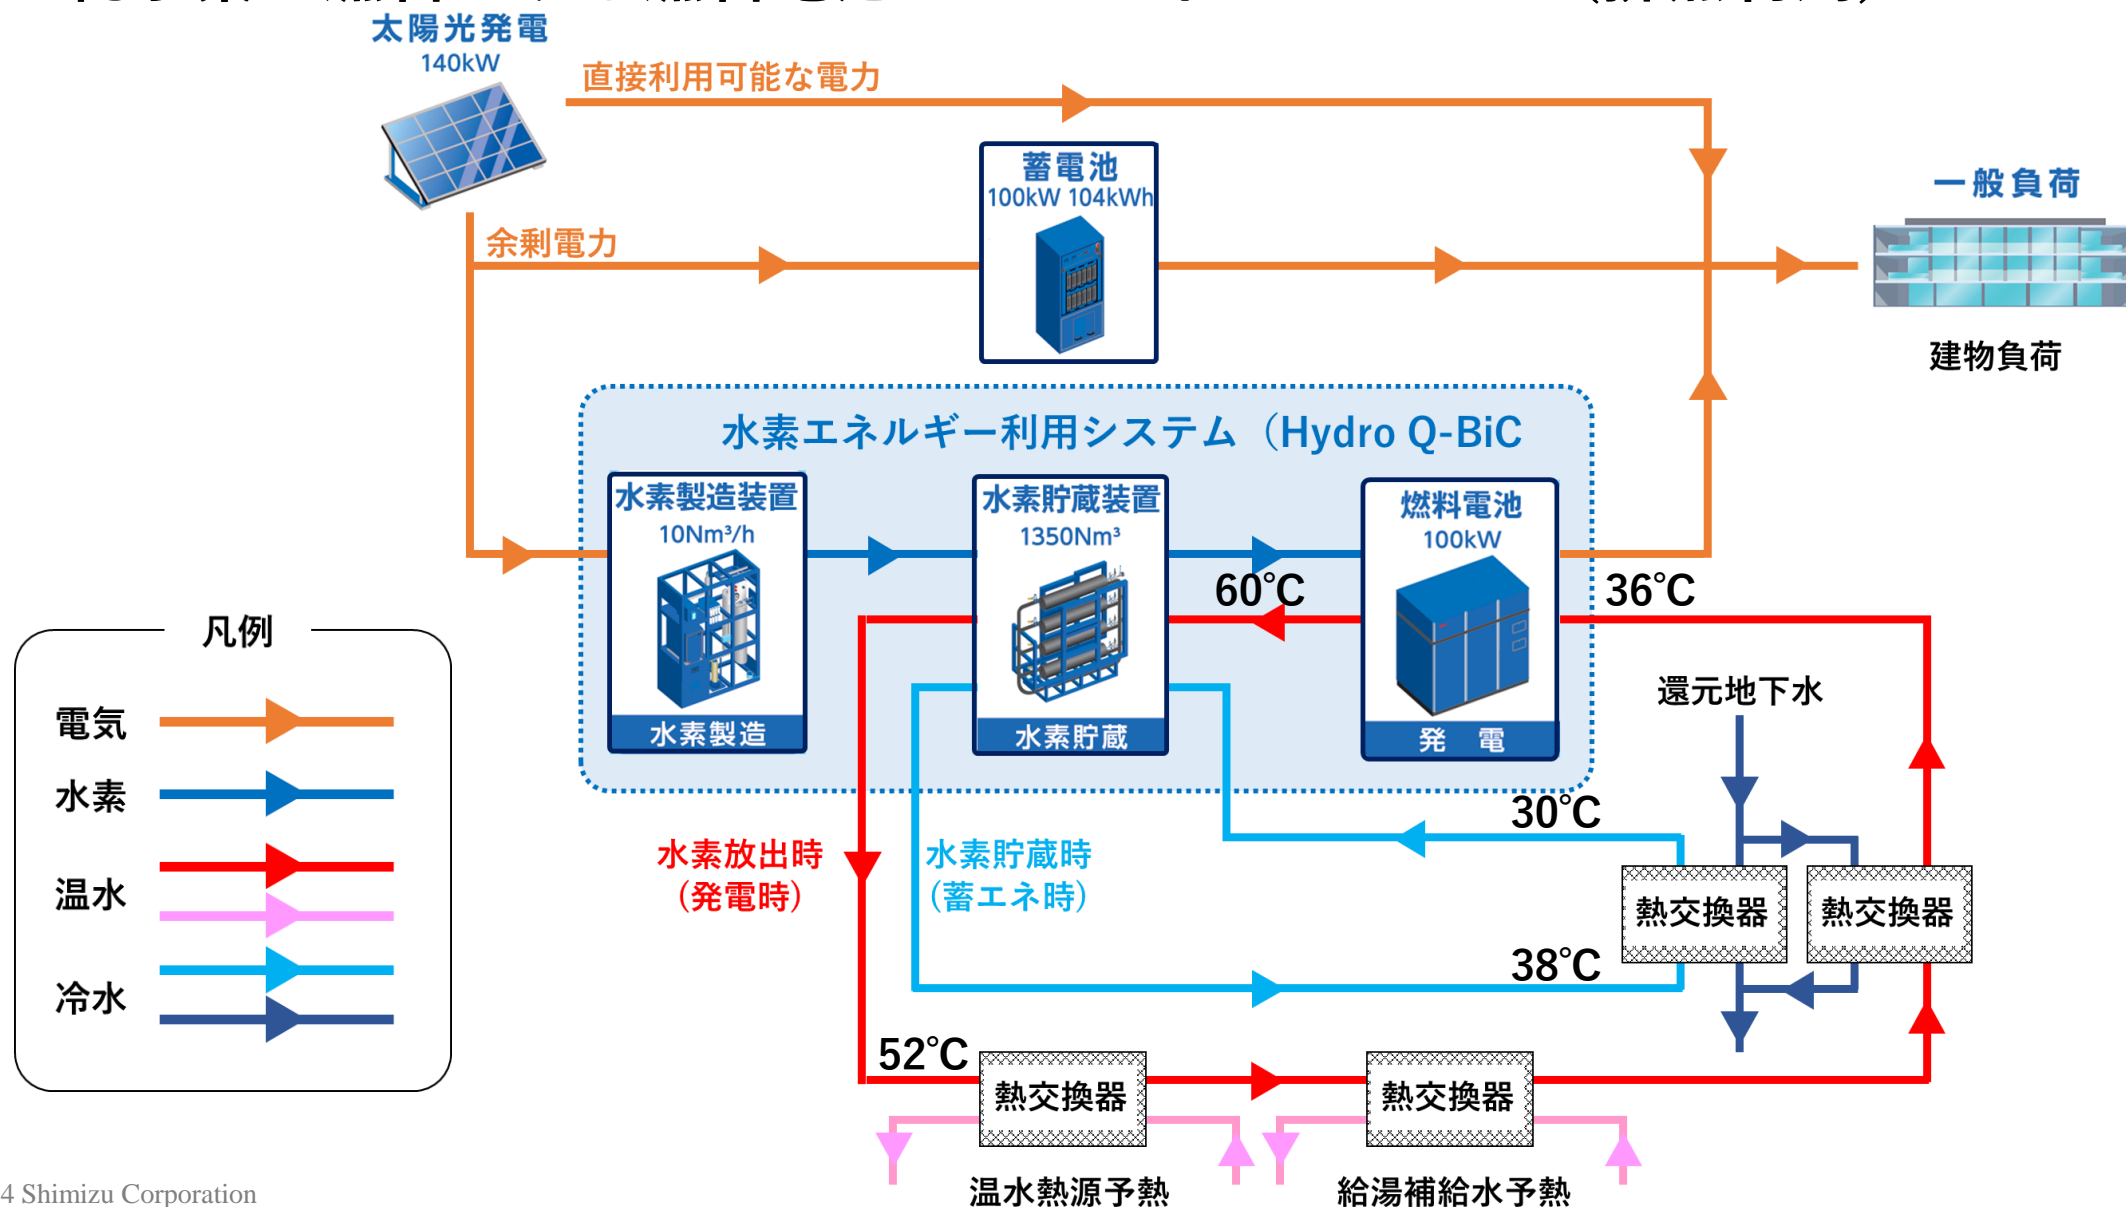 太陽光発電
140kW
直接利用可能な電力
蓄電池
100kW 104kWh
一般負荷
余剰電力
建物負荷
水素エネルギー利用システム（Hydro Q-BiC
水素製造装置
10Nm³/h
水素製造
水素貯蔵装置
1350Nm³
水素貯蔵
燃料電池
100kW
発 電
60℃
36℃
凡例
電気
水素
温水
冷水
還元地下水
30℃
水素放出時
(発電時)
水素貯蔵時
(蓄エネ時)
熱交換器
熱交換器
38℃
52℃
熱交換器
熱交換器
温水熱源予熱
給湯補給水予熱
4 Shimizu Corporation